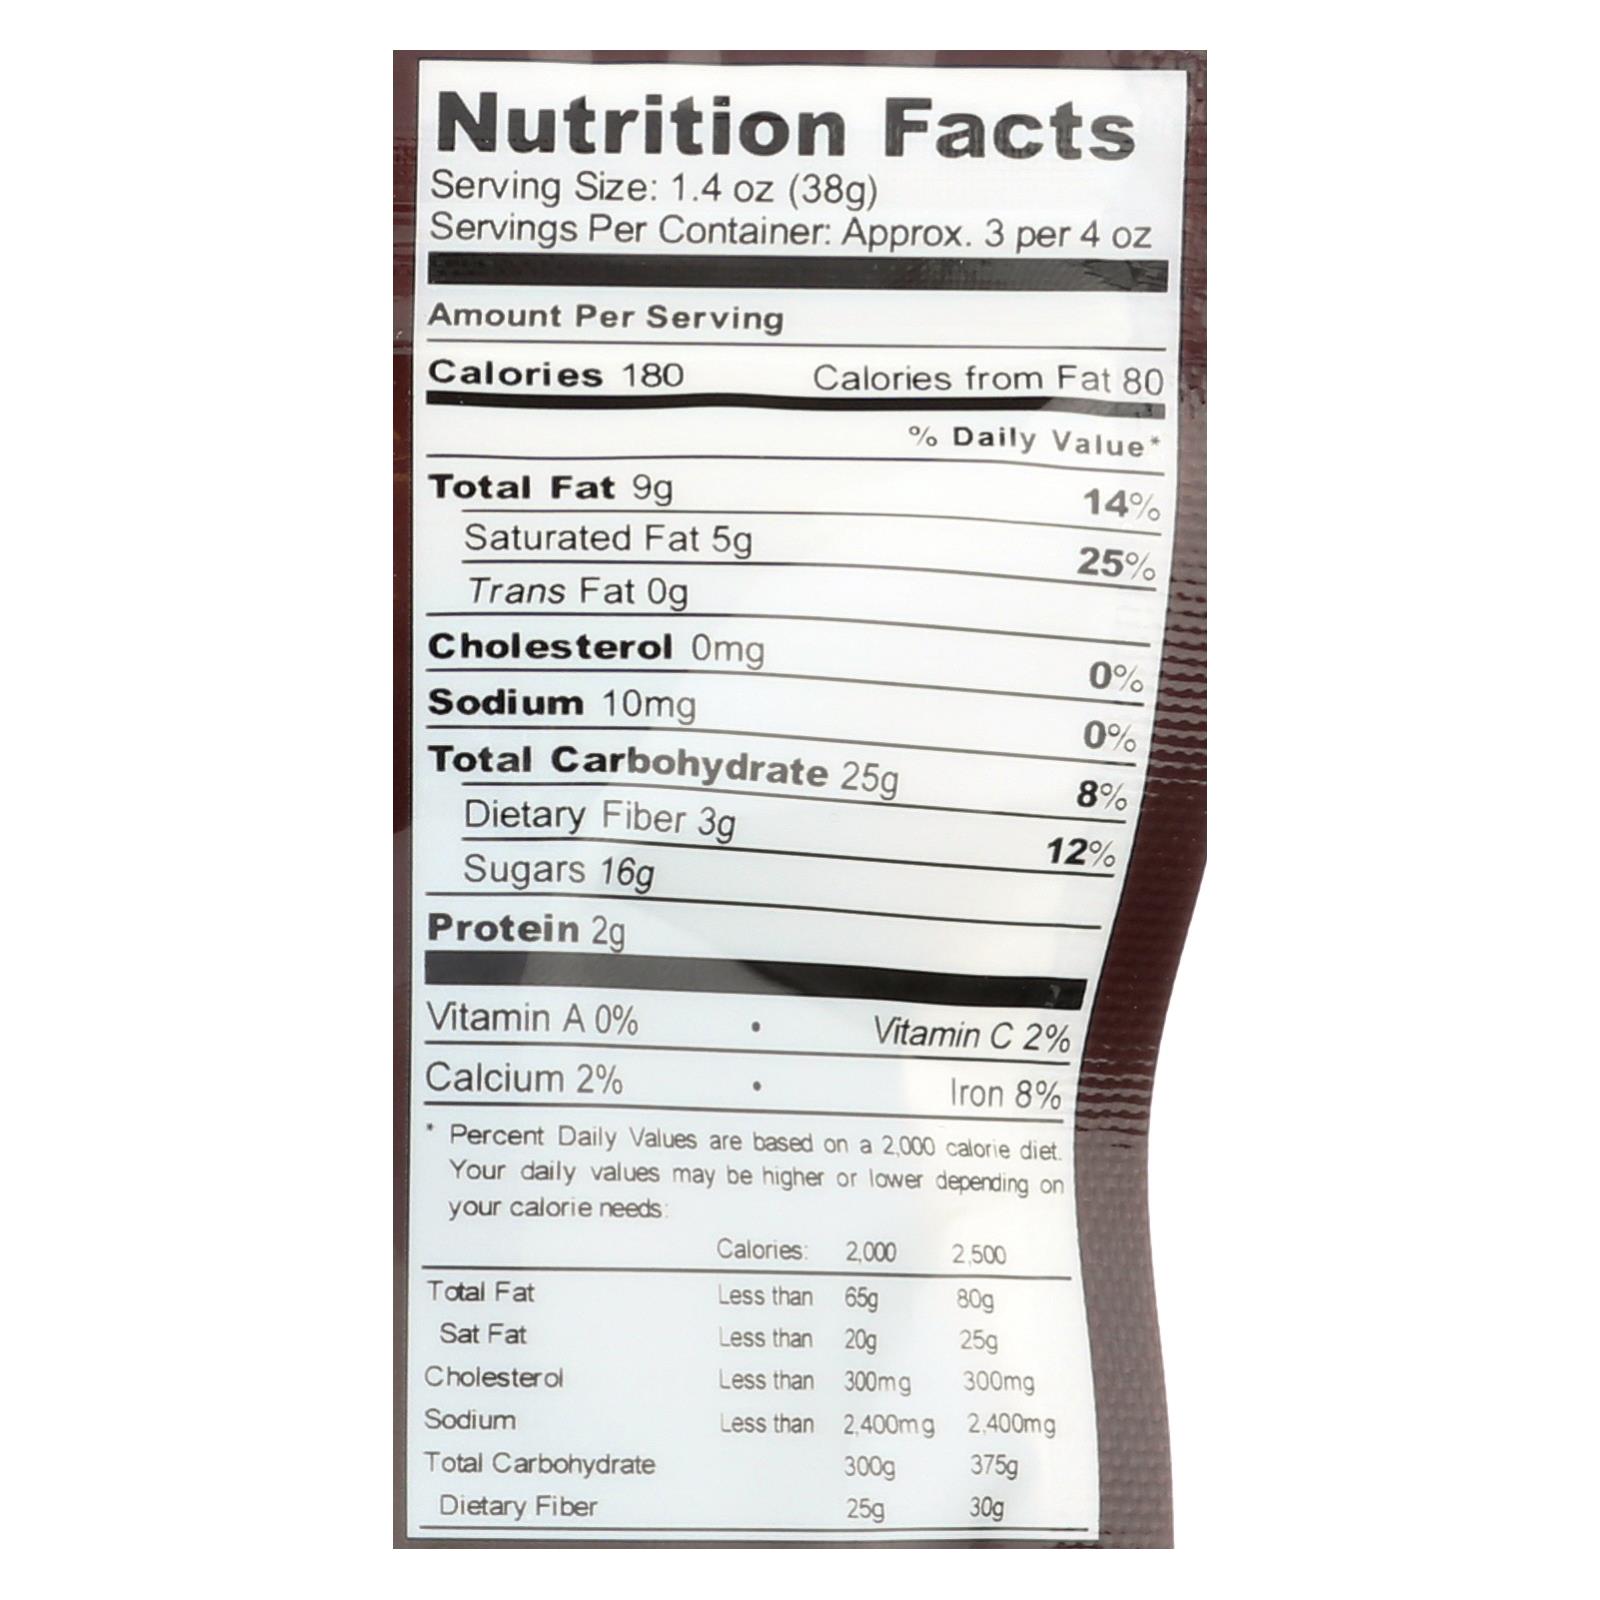 Nutrition Facts
Serving Size: 1.4 oz (38g)
Servings Per Container: Approx. 3 per 4 oz
Amount Per Serving
Calories 180 Calories from Fat 80
% Daily Value*
Total Fat 9g 14%
Saturated Fat 5g 25%
Trans Fat 0g
Cholesterol 0mg 0%
Sodium 10mg 0%
Total Carbohydrate 25g 8%
Dietary Fiber 3g 12%
Sugars 16g
Protein 2g
Vitamin A 0% • Vitamin C 2%
Calcium 2% • Iron 8%
* Percent Daily Values are based on a 2,000 calorie diet.
Your daily values may be higher or lower depending on
your calorie needs:
Calories: 2,000 2,500
Total Fat Less than 65g 80g
Sat Fat Less than 20g 25g
Cholesterol Less than 300mg 300mg
Sodium Less than 2,400mg 2,400mg
Total Carbohydrate 300g 375g
Dietary Fiber 25g 30g